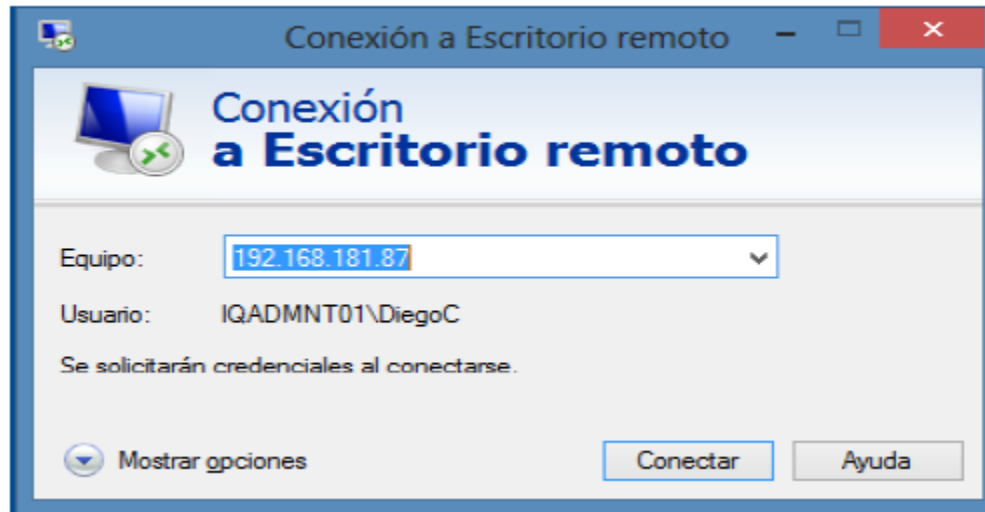 Conexión a Escritorio remoto
Conexión
a Escritorio remoto
Equipo: 192.168.181.87
Usuario: IQADMNT01\DiegoC
Se solicitarán credenciales al conectarse.
Mostrar opciones Conectar Ayuda